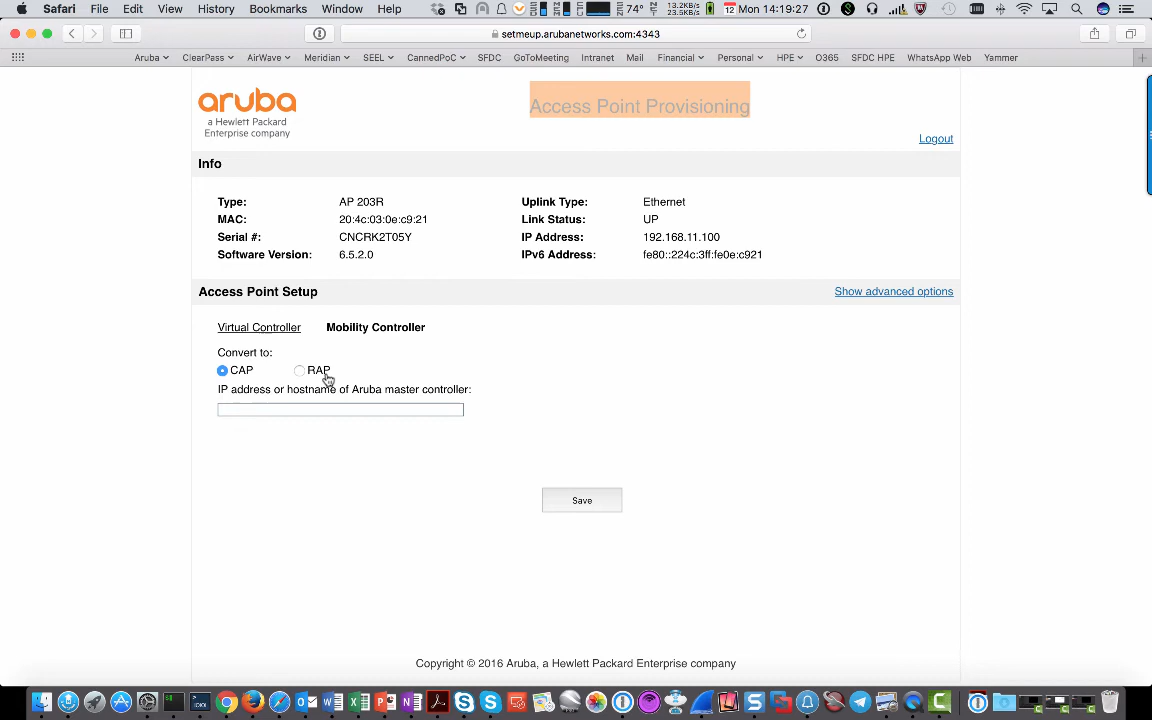 Safari File Edit View History Bookmarks Window Help 74° 13.2KB/s 23.5KB/s Mon 14:19:27
setmeup.arubanetworks.com:4343
Aruba ClearPass AirWave Meridian SEEL CannedPoC SFDC GoToMeeting Intranet Mail Financial Personal HPE O365 SFDC HPE WhatsApp Web Yammer
aruba
a Hewlett Packard
Enterprise company
Access Point Provisioning
Logout
Info
Type: AP 203R Uplink Type: Ethernet
MAC: 20:4c:03:0e:c9:21 Link Status: UP
Serial #: CNCRK2T05Y IP Address: 192.168.11.100
Software Version: 6.5.2.0 IPv6 Address: fe80::224c:3ff:fe0e:c921
Access Point Setup Show advanced options
Virtual Controller Mobility Controller
Convert to:
CAP RAP
IP address or hostname of Aruba master controller:
Save
Copyright © 2016 Aruba, a Hewlett Packard Enterprise company